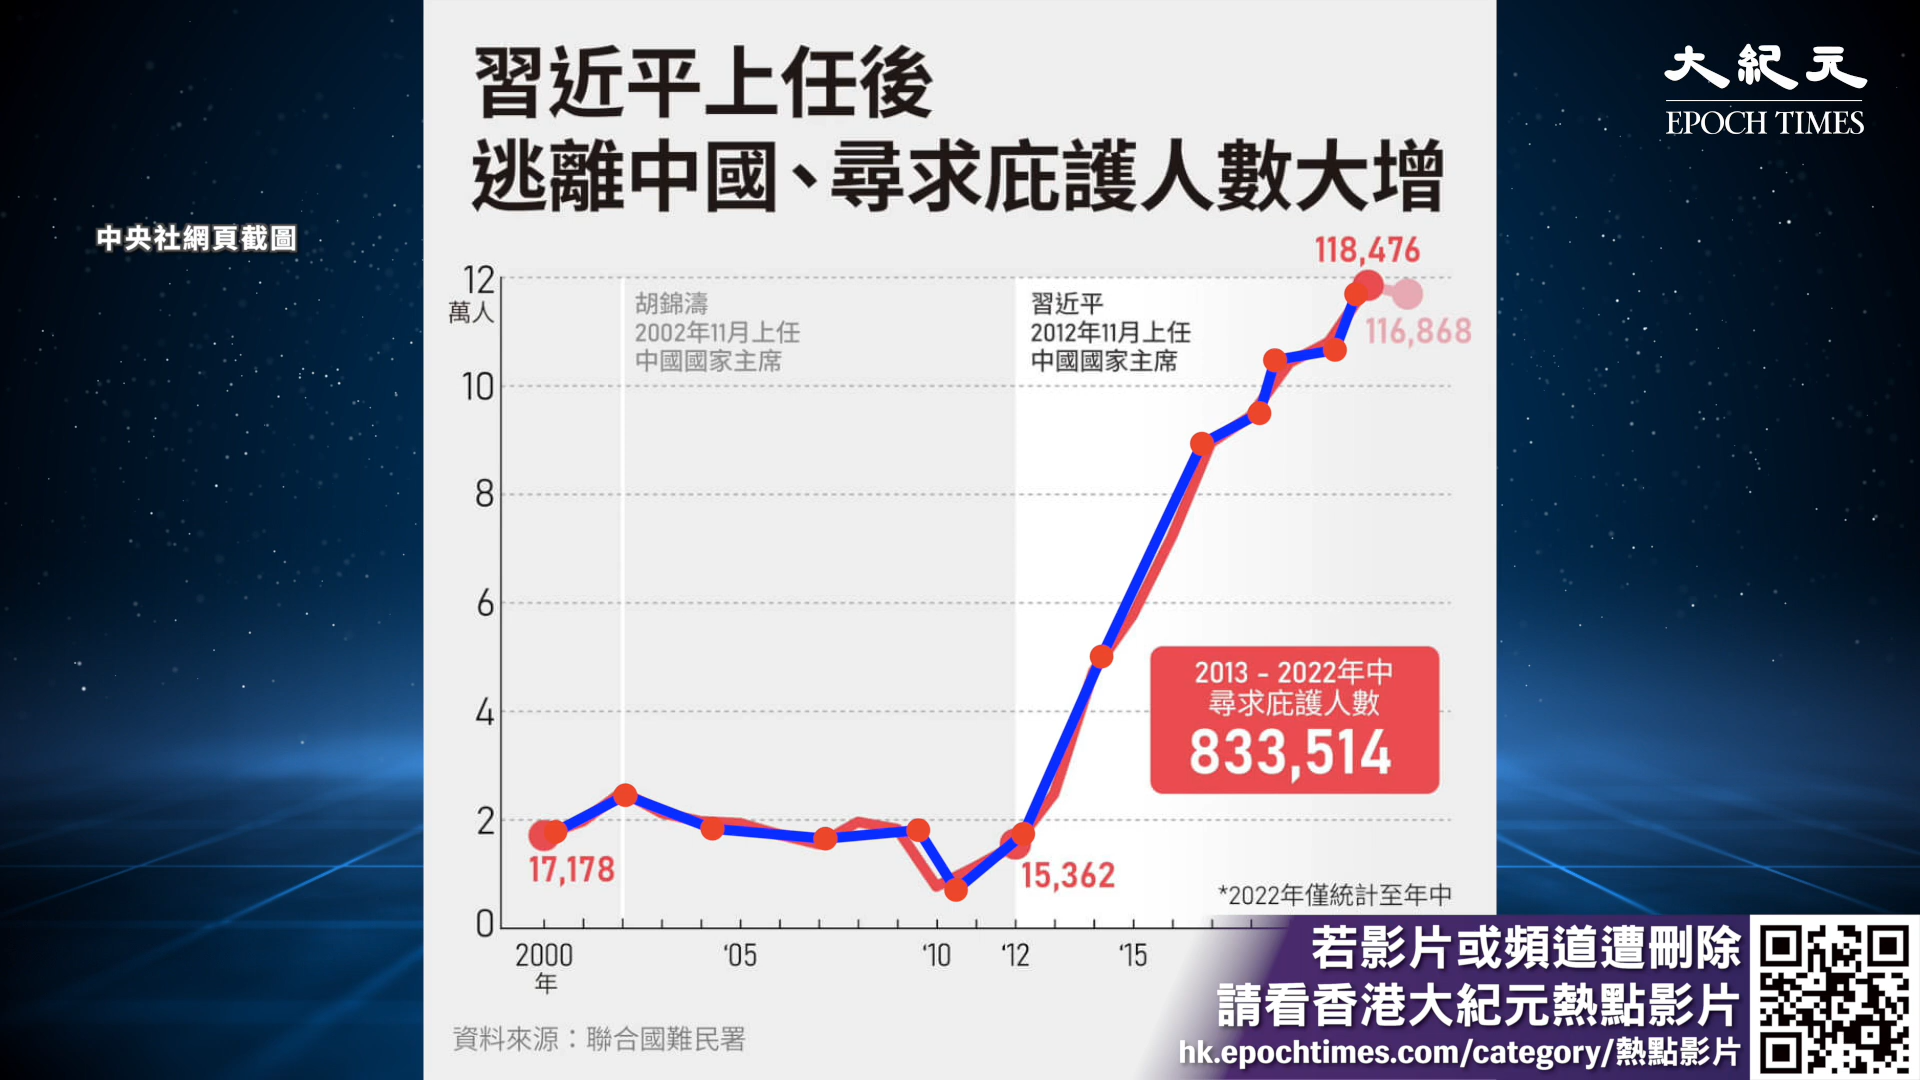 習近平上任後
逃離中國、尋求庇護人數大增
大紀元
EPOCH TIMES
中央社網頁截圖
118,476
116,868
12
萬人
10
8
6
4
2
0
胡錦濤
2002年11月上任
中國國家主席
習近平
2012年11月上任
中國國家主席
2013 - 2022年中
尋求庇護人數
833,514
17,178
15,362
*2022年僅統計至年中
2000
年
'05
'10
'12
'15
資料來源：聯合國難民署
若影片或頻道遭刪除
請看香港大紀元熱點影片
hk.epochtimes.com/category/熱點影片